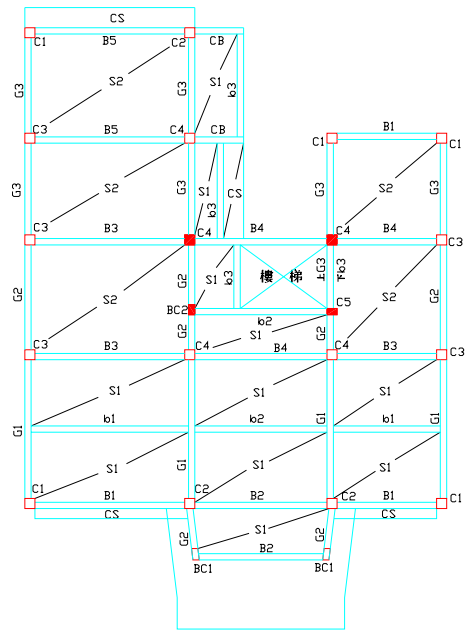 CS
C1 B5 C2 CB
G3 S2 G3 S1 b3
C3 B5 C4 CB
C1 B1 C1
G3 S2 G3 S1 b3 CS G3 S2 G3
C3 B3 C4 B4 C4 B4 C3
G2 S2 G2 S1 b3 樓 梯 上 G3 下 b3 S2 G2
BC2 C5
G2 b2 G2
S1
C3 B3 C4 B4 C4 B3 C3
S1 S1 S1
G1 b1 b2 G1 b1 G1
S1 G1 S1 S1
C1 B1 C2 B2 C2 B1 C1
CS CS
G2 S1 G2
B2
BC1 BC1